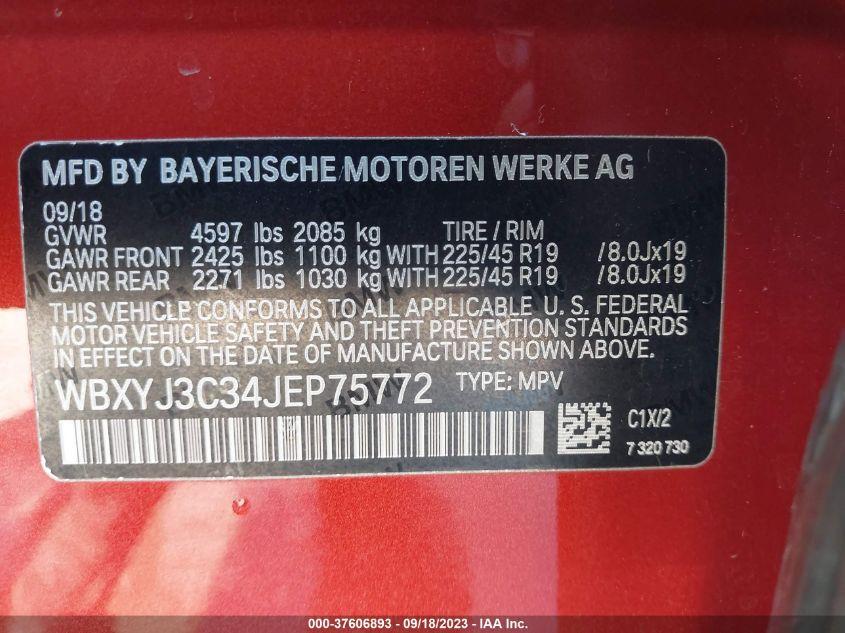 MFD BY BAYERISCHE MOTOREN WERKE AG
09/18
GVWR 4597 lbs 2085 kg TIRE / RIM
GAWR FRONT 2425 lbs 1100 kg WITH 225/45 R19 /8.0Jx19
GAWR REAR 2271 lbs 1030 kg WITH 225/45 R19 /8.0Jx19
THIS VEHICLE CONFORMS TO ALL APPLICABLE U. S. FEDERAL
MOTOR VEHICLE SAFETY AND THEFT PREVENTION STANDARDS
IN EFFECT ON THE DATE OF MANUFACTURE SHOWN ABOVE.
WBXYJ3C34JEP75772 TYPE: MPV
C1X/2
7 320 730
000-37606893 - 09/18/2023 - IAA Inc.